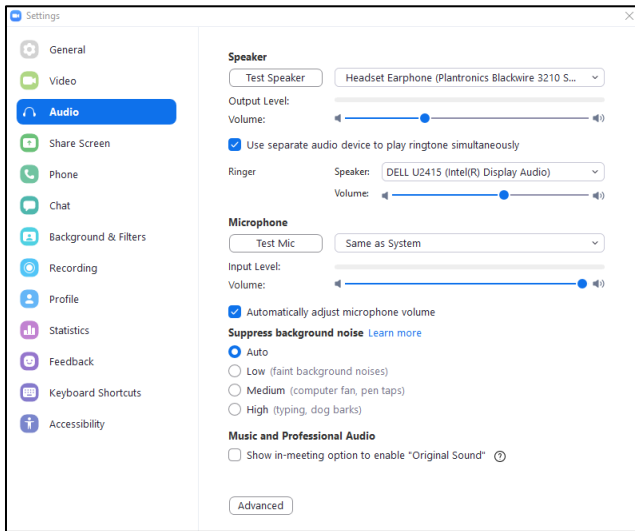 Settings
General
Video
Audio
Share Screen
Phone
Chat
Background & Filters
Recording
Profile
Statistics
Feedback
Keyboard Shortcuts
Accessibility
Speaker
Test Speaker Headset Earphone (Plantronics Blackwire 3210 S...
Output Level:
Volume:
Use separate audio device to play ringtone simultaneously
Ringer Speaker: DELL U2415 (Intel(R) Display Audio)
Volume:
Microphone
Test Mic Same as System
Input Level:
Volume:
Automatically adjust microphone volume
Suppress background noise Learn more
Auto
Low (faint background noises)
Medium (computer fan, pen taps)
High (typing, dog barks)
Music and Professional Audio
Show in-meeting option to enable "Original Sound" ?
Advanced